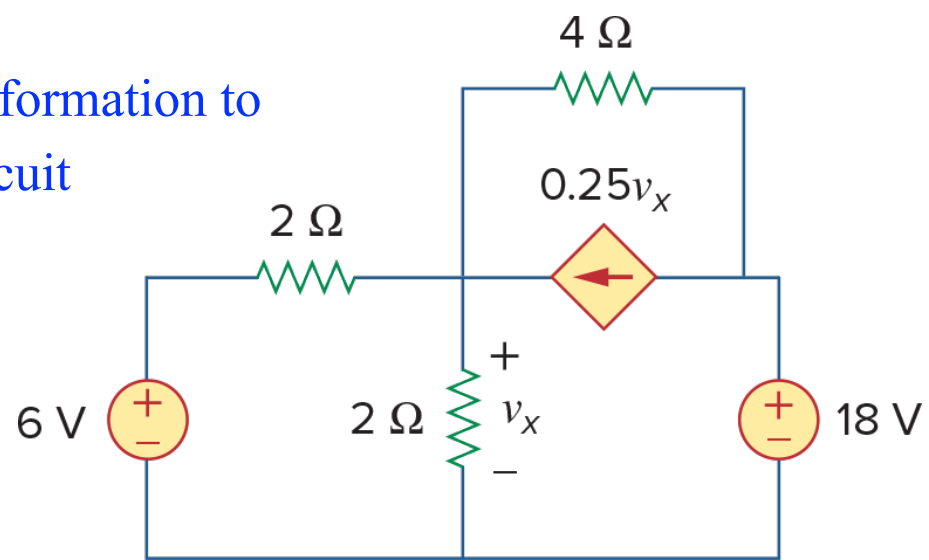 4 Ω
formation to
cuit
0.25vₓ
2 Ω
+
6 V
+
−
2 Ω
vₓ
−
+
−
18 V